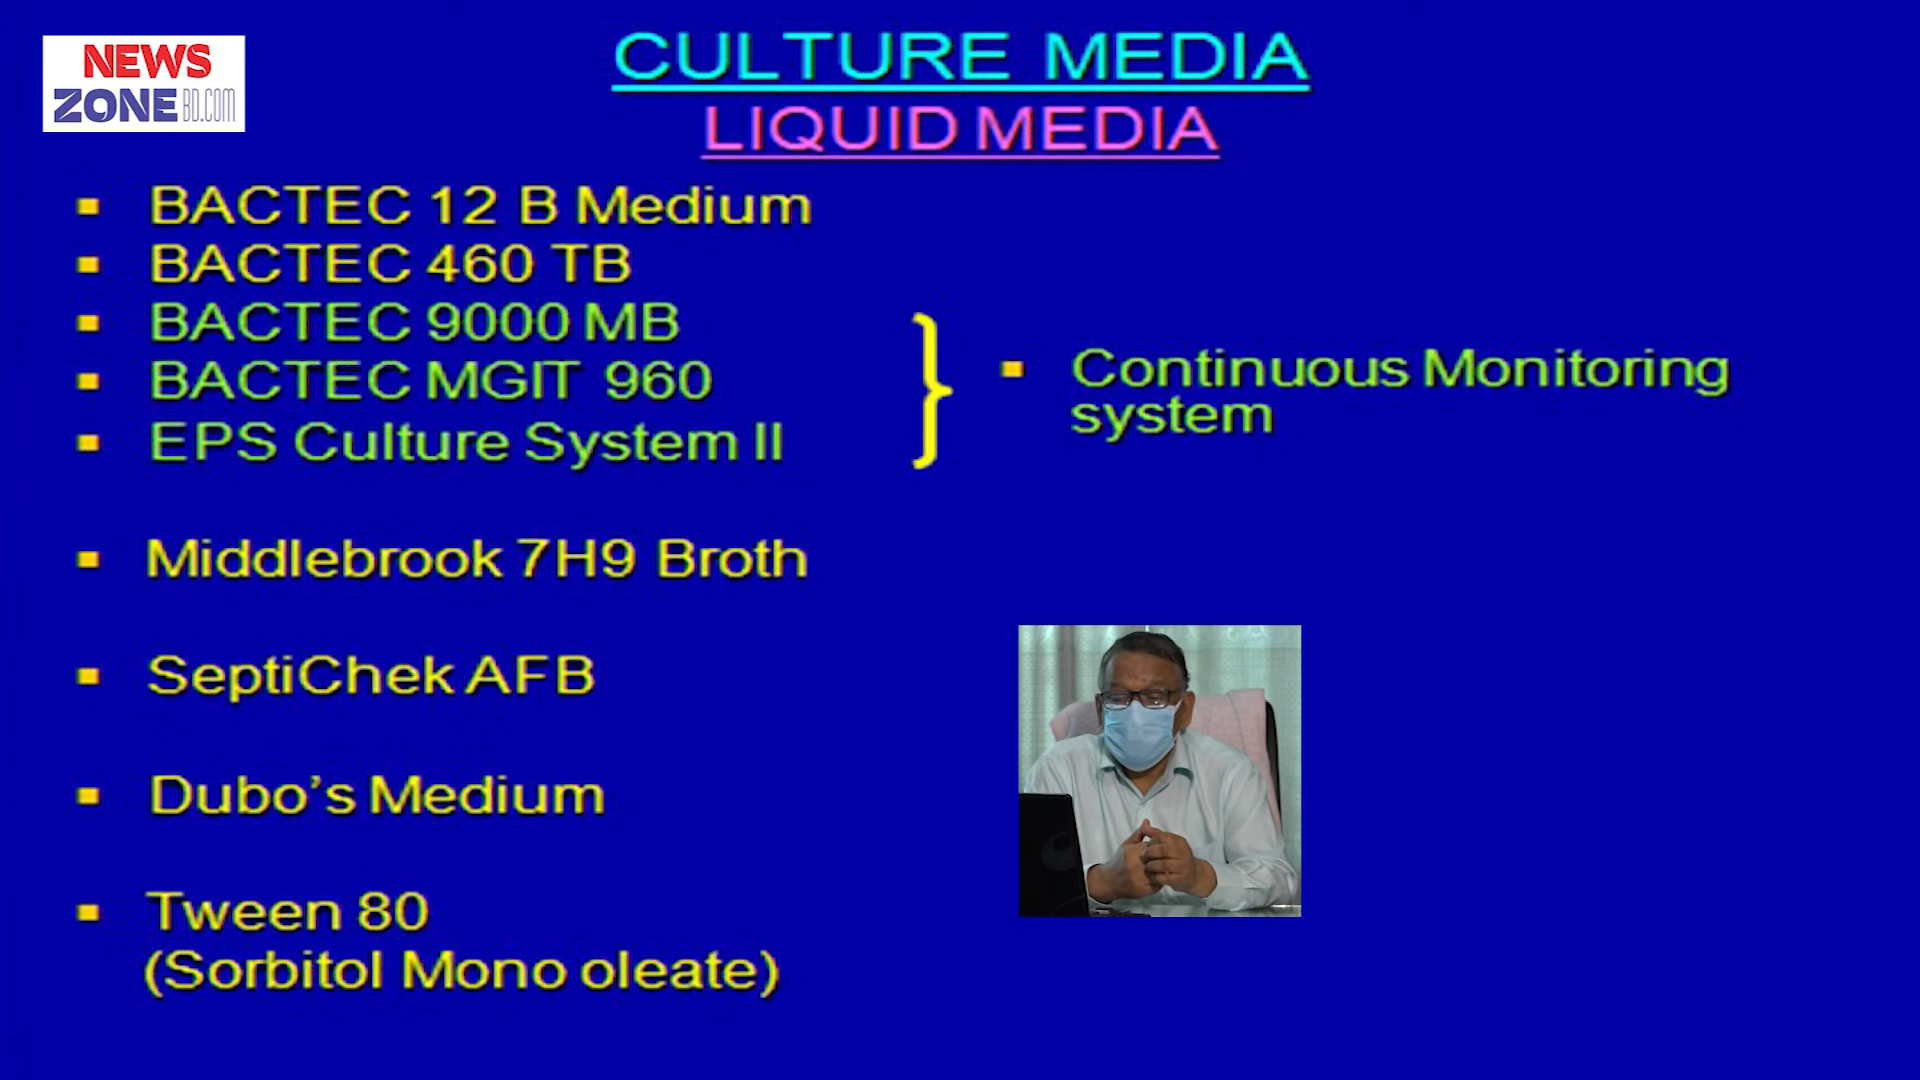 NEWS
ZONE BD.COM
CULTURE MEDIA
LIQUID MEDIA
▪ BACTEC 12 B Medium
▪ BACTEC 460 TB
▪ BACTEC 9000 MB
▪ BACTEC MGIT 960
▪ EPS Culture System II
} ▪ Continuous Monitoring
system
▪ Middlebrook 7H9 Broth
▪ SeptiChek AFB
▪ Dubo’s Medium
▪ Tween 80
(Sorbitol Mono oleate)